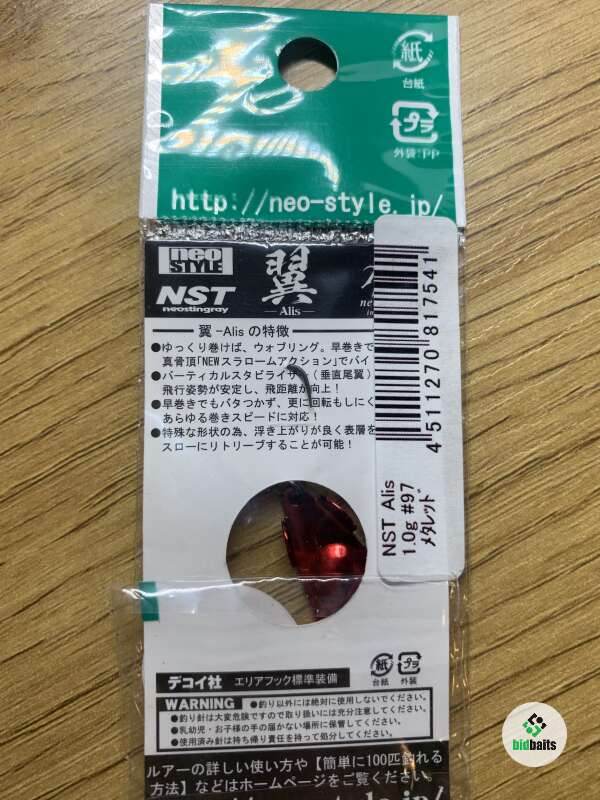 紙
台紙
プラ
外袋:PP
http://neo-style.jp/
neo
STYLE
NST
neostingray
翼
Alis
翼-Alisの特徴
●ゆっくり巻けば、ウォブリング。早巻きで
真骨頂「NEWスラロームアクション」でバイ
●バーティカルスタビライザー(垂直尾翼)
飛行姿勢が安定し、飛距離が向上!
●早巻きでもバタつかず、更に回転もしにく
あらゆる巻きスピードに対応!
●特殊な形状の為、浮き上がりが良く表層を
スローにリトリーブすることが可能!
4 511270 817541
NST Alis
1.0g #97
メタレッド
デコイ社 エリアフック標準装備
紙
台紙
プラ
外装
WARNING
●釣り以外には絶対に使用しないでください。
●釣り針は大変危険ですので取り扱いには充分注意してください。
●乳幼児・お子様の手の届かない場所に保管してください。
●使用済み針は持ち帰り責任を持って処分してください。
ルアーの詳しい使い方や【簡単に100匹釣れる
方法】などはホームページをご覧ください。
bidbaits